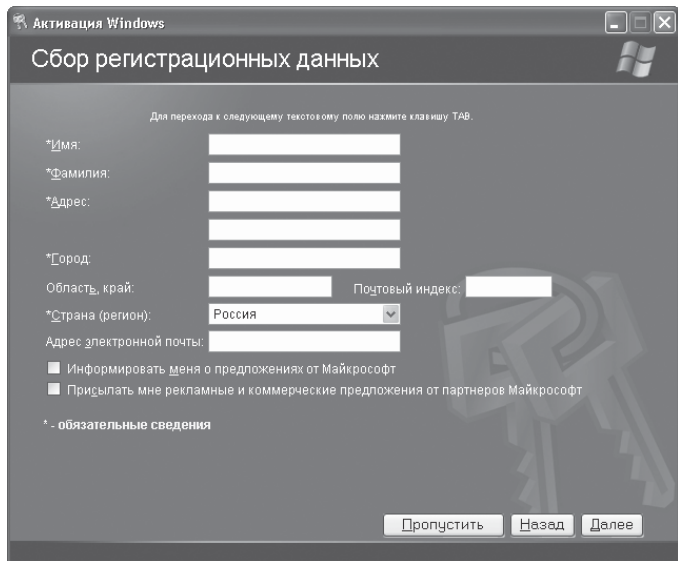 Активация Windows
Сбор регистрационных данных
Для перехода к следующему текстовому полю нажмите клавишу TAB.
*Имя:
*Фамилия:
*Адрес:
*Город:
Область, край:
Почтовый индекс:
*Страна (регион):
Россия
Адрес электронной почты:
Информировать меня о предложениях от Майкрософт
Присылать мне рекламные и коммерческие предложения от партнеров Майкрософт
* - обязательные сведения
Пропустить
Назад
Далее